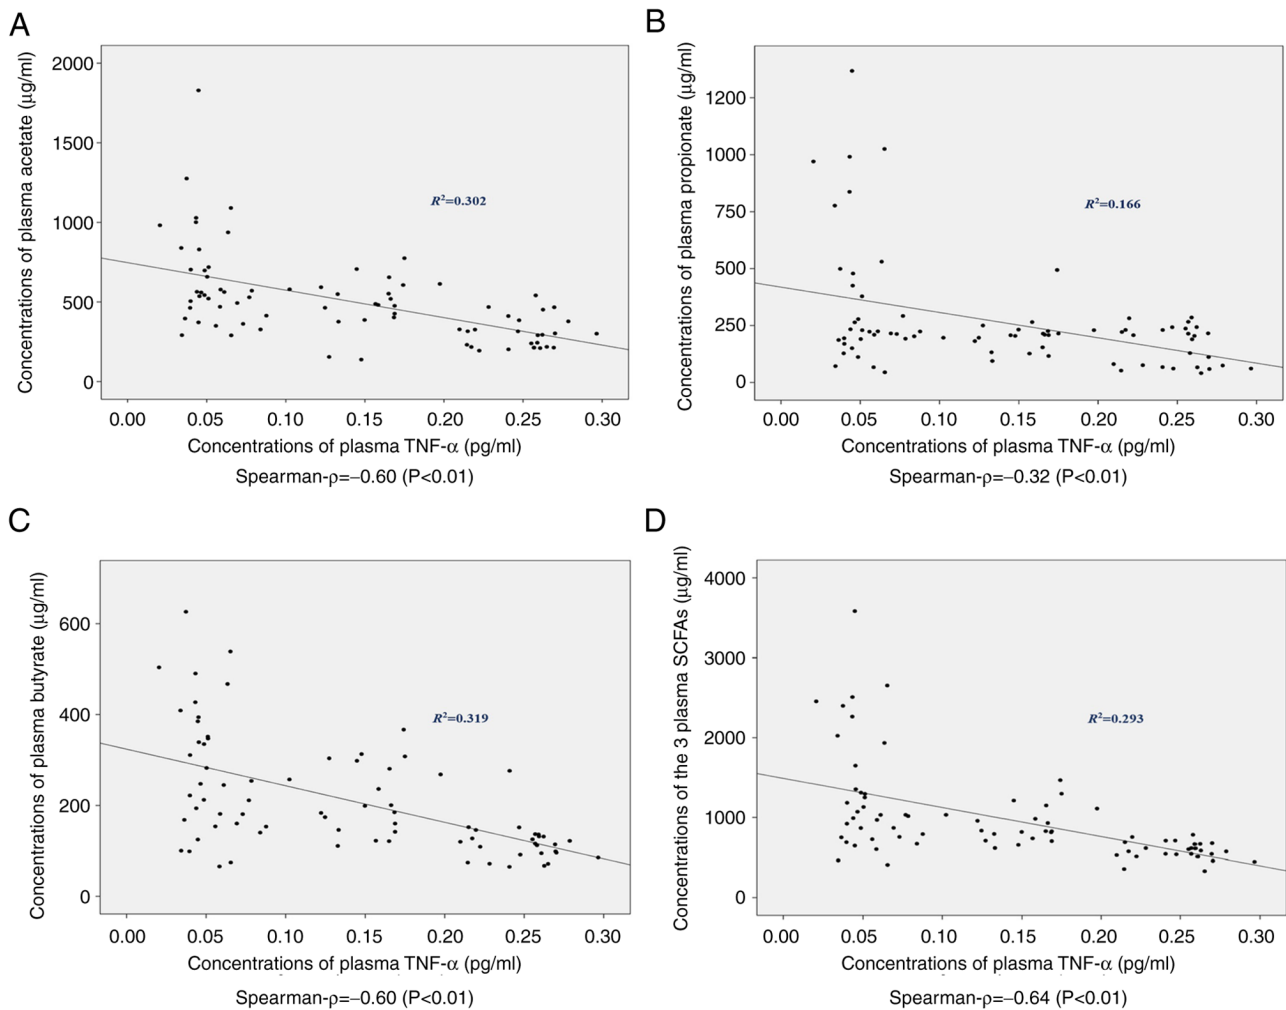 A
Concentrations of plasma acetate (μg/ml)
2000
1500
1000
500
0
R²=0.302
0.00 0.05 0.10 0.15 0.20 0.25 0.30
Concentrations of plasma TNF-α (pg/ml)
Spearman-ρ=−0.60 (P<0.01)
B
Concentrations of plasma propionate (μg/ml)
1200
1000
750
500
250
0
R²=0.166
0.00 0.05 0.10 0.15 0.20 0.25 0.30
Concentrations of plasma TNF-α (pg/ml)
Spearman-ρ=−0.32 (P<0.01)
C
Concentrations of plasma butyrate (μg/ml)
600
400
200
0
R²=0.319
0.00 0.05 0.10 0.15 0.20 0.25 0.30
Concentrations of plasma TNF-α (pg/ml)
Spearman-ρ=−0.60 (P<0.01)
D
Concentrations of the 3 plasma SCFAs (μg/ml)
4000
3000
2000
1000
0
R²=0.293
0.00 0.05 0.10 0.15 0.20 0.25 0.30
Concentrations of plasma TNF-α (pg/ml)
Spearman-ρ=−0.64 (P<0.01)